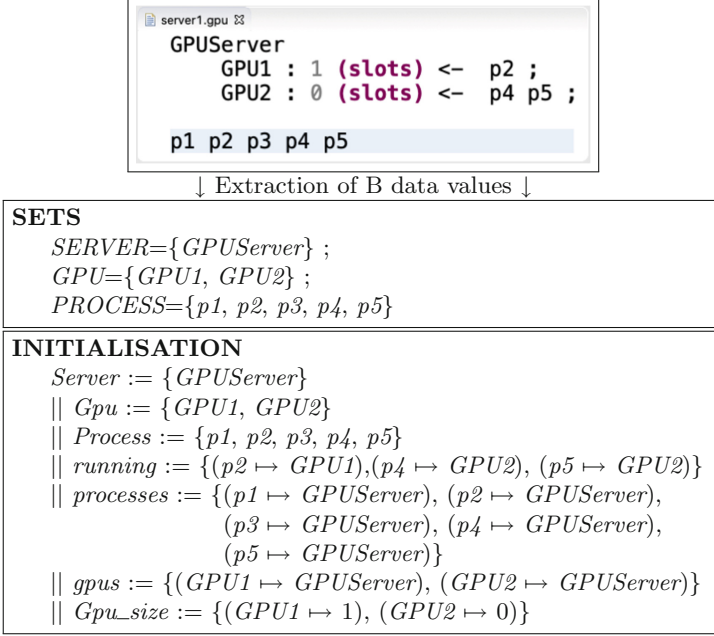 server1.gpu
GPUServer
GPU1 : 1 (slots) <- p2 ;
GPU2 : 0 (slots) <- p4 p5 ;
p1 p2 p3 p4 p5
↓ Extraction of B data values ↓
SETS
SERVER={GPUServer} ;
GPU={GPU1, GPU2} ;
PROCESS={p1, p2, p3, p4, p5}
INITIALISATION
Server := {GPUServer}
|| Gpu := {GPU1, GPU2}
|| Process := {p1, p2, p3, p4, p5}
|| running := {(p2 ↦ GPU1),(p4 ↦ GPU2), (p5 ↦ GPU2)}
|| processes := {(p1 ↦ GPUServer), (p2 ↦ GPUServer),
(p3 ↦ GPUServer), (p4 ↦ GPUServer),
(p5 ↦ GPUServer)}
|| gpus := {(GPU1 ↦ GPUServer), (GPU2 ↦ GPUServer)}
|| Gpu_size := {(GPU1 ↦ 1), (GPU2 ↦ 0)}